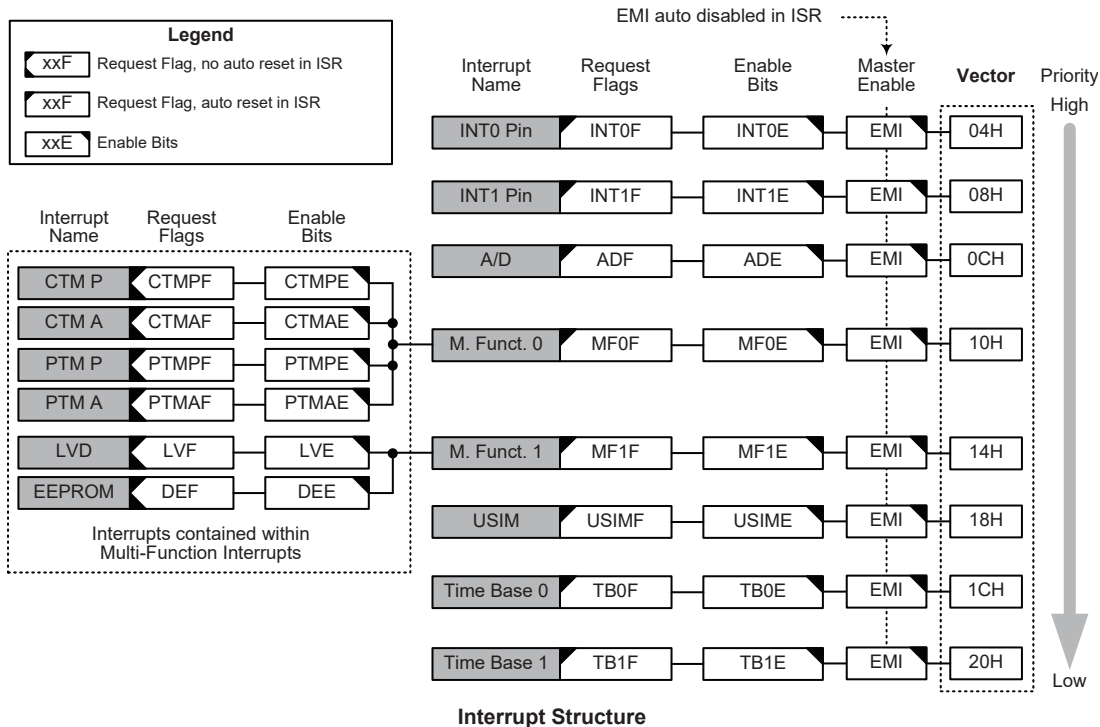 EMI auto disabled in ISR
Legend
xxF Request Flag, no auto reset in ISR
xxF Request Flag, auto reset in ISR
xxE Enable Bits
Interrupt Name
Request Flags
Enable Bits
Master Enable
Vector
Priority
High
INT0 Pin INT0F INT0E EMI 04H
INT1 Pin INT1F INT1E EMI 08H
A/D ADF ADE EMI 0CH
M. Funct. 0 MF0F MF0E EMI 10H
M. Funct. 1 MF1F MF1E EMI 14H
USIM USIMF USIME EMI 18H
Time Base 0 TB0F TB0E EMI 1CH
Time Base 1 TB1F TB1E EMI 20H
Low
Interrupt Name
Request Flags
Enable Bits
CTM P CTMPF CTMPE
CTM A CTMAF CTMAE
PTM P PTMPF PTMPE
PTM A PTMAF PTMAE
LVD LVF LVE
EEPROM DEF DEE
Interrupts contained within
Multi-Function Interrupts
Interrupt Structure